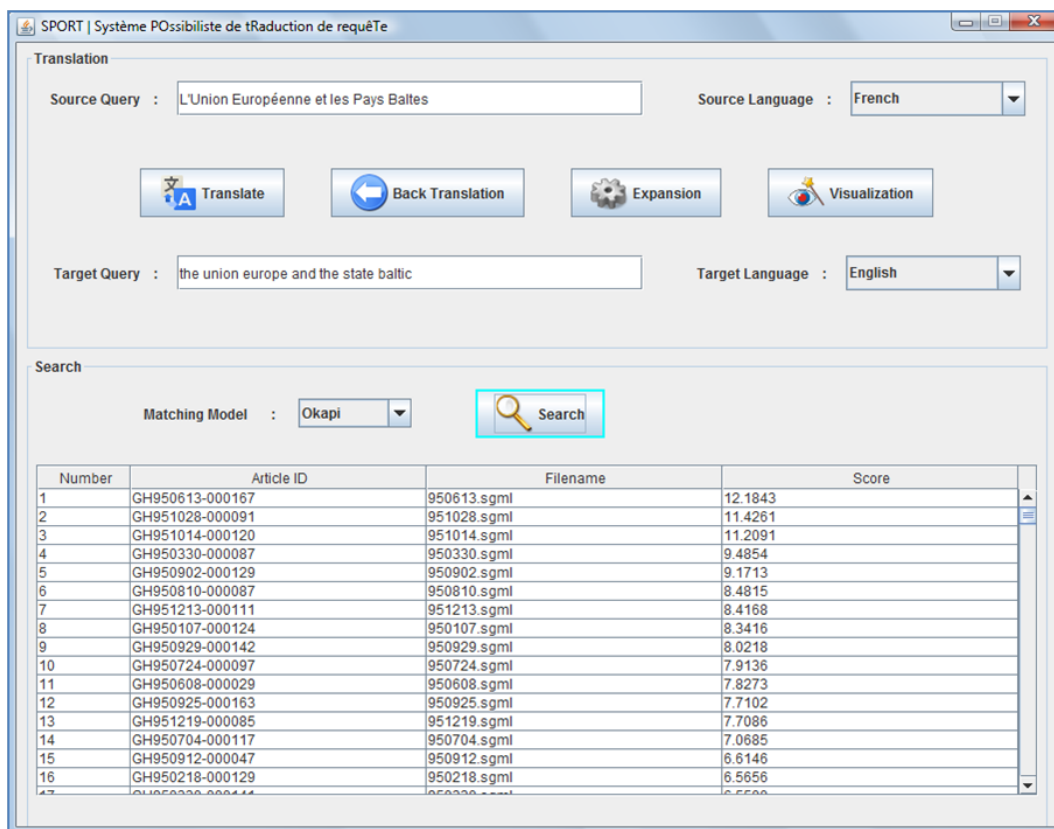 SPORT | Système POssibiliste de tRaduction de requêTe
Translation
Source Query : L'Union Européenne et les Pays Baltes Source Language : French
Translate Back Translation Expansion Visualization
Target Query : the union europe and the state baltic Target Language : English
Search
Matching Model : Okapi Search
Number Article ID Filename Score
1 GH950613-000167 950613.sgml 12.1843
2 GH951028-000091 951028.sgml 11.4261
3 GH951014-000120 951014.sgml 11.2091
4 GH950330-000087 950330.sgml 9.4854
5 GH950902-000129 950902.sgml 9.1713
6 GH950810-000087 950810.sgml 8.4815
7 GH951213-000111 951213.sgml 8.4168
8 GH950107-000124 950107.sgml 8.3416
9 GH950929-000142 950929.sgml 8.0218
10 GH950724-000097 950724.sgml 7.9136
11 GH950608-000029 950608.sgml 7.8273
12 GH950925-000163 950925.sgml 7.7102
13 GH951219-000085 951219.sgml 7.7086
14 GH950704-000117 950704.sgml 7.0685
15 GH950912-000047 950912.sgml 6.6146
16 GH950218-000129 950218.sgml 6.5656